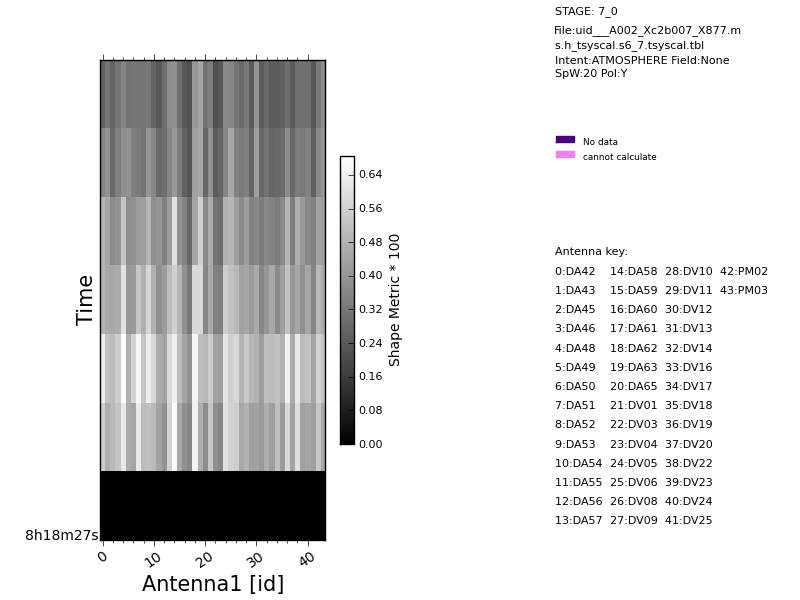 STAGE: 7_0
File:uid___A002_Xc2b007_X877.m
s.h_tsyscal.s6_7.tsyscal.tbl
Intent:ATMOSPHERE Field:None
SpW:20 Pol:Y
No data
cannot calculate
0.64
0.56
0.48
0.40
0.32
0.24
0.16
0.08
0.00
Shape Metric * 100
Time
8h18m27s
0 10 20 30 40
Antenna1 [id]
Antenna key:
0:DA42 14:DA58 28:DV10 42:PM02
1:DA43 15:DA59 29:DV11 43:PM03
2:DA45 16:DA60 30:DV12
3:DA46 17:DA61 31:DV13
4:DA48 18:DA62 32:DV14
5:DA49 19:DA63 33:DV16
6:DA50 20:DA65 34:DV17
7:DA51 21:DV01 35:DV18
8:DA52 22:DV03 36:DV19
9:DA53 23:DV04 37:DV20
10:DA54 24:DV05 38:DV22
11:DA55 25:DV06 39:DV23
12:DA56 26:DV08 40:DV24
13:DA57 27:DV09 41:DV25